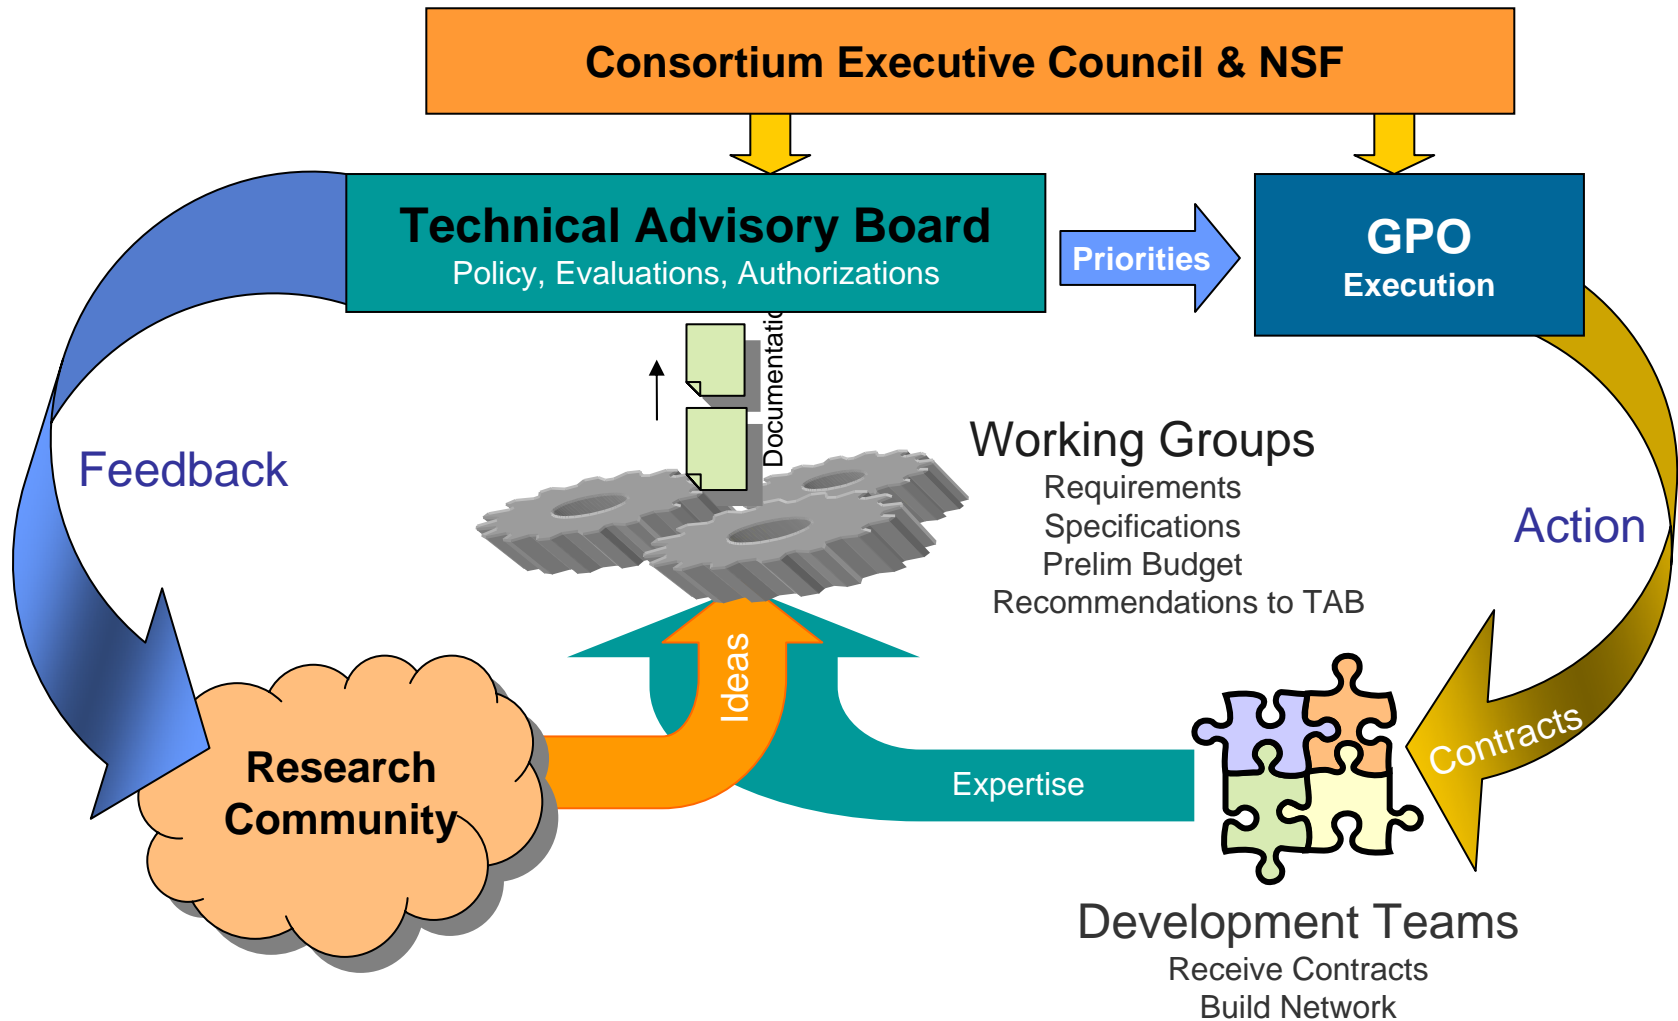 Consortium Executive Council & NSF
Technical Advisory Board
Policy, Evaluations, Authorizations
Priorities
GPO
Execution
Documentatio
Feedback
Working Groups
Requirements
Specifications
Prelim Budget
Recommendations to TAB
Action
Ideas
Contracts
Research
Community
Expertise
Development Teams
Receive Contracts
Build Network